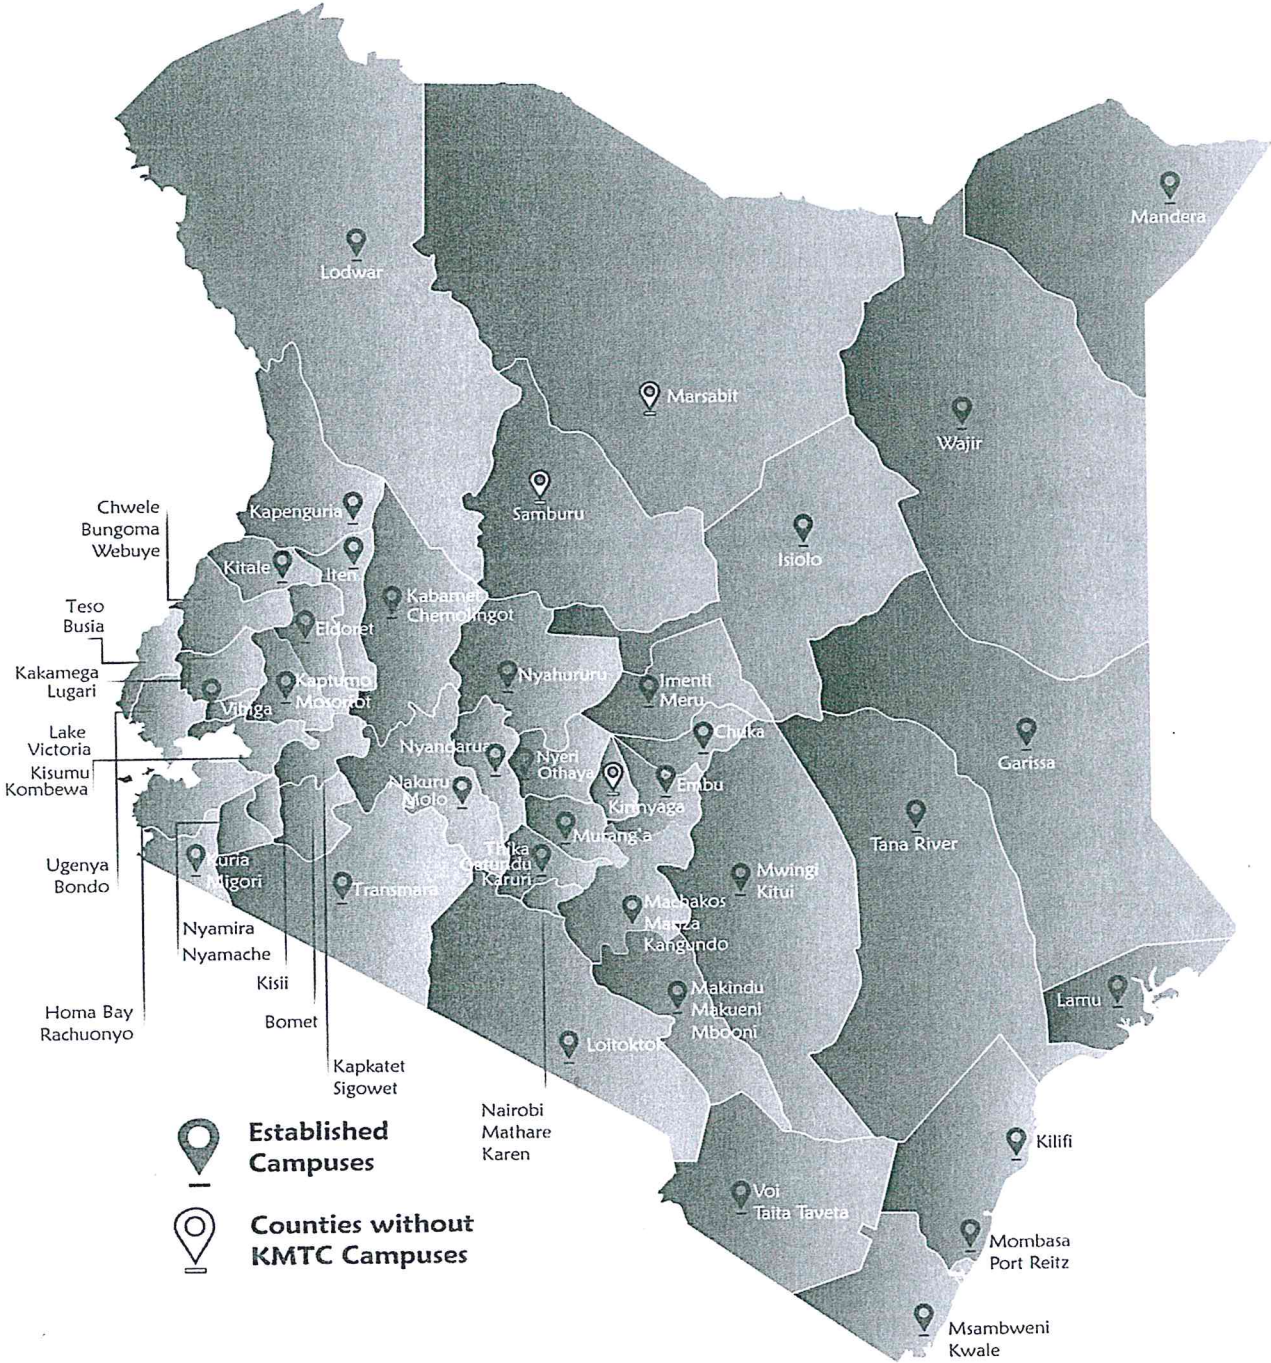 Mandera
Lodwar
Marsabit
Wajir
Samburu
Kapenguria
Chwele
Bungoma
Webuye
Isiolo
Kitale
Iten
Kabarnet
Chemolingot
Teso
Busia
Eldoret
Kakamega
Lugari
Kaptumo
Mosoriot
Nyahururu
Imenti
Meru
Vihiga
Lake
Victoria
Kisumu
Kombewa
Nyandarua
Nyeri
Othaya
Chuka
Garissa
Nakuru
Molo
Kirinyaga
Embu
Murang'a
Tana River
Ugenya
Bondo
Kuria
Migori
Thika
Gatundu
Karuri
Transmara
Mwingi
Kitui
Machakos
Manza
Kangundo
Nyamira
Nyamache
Kisii
Makindu
Makueni
Mbooni
Lamu
Homa Bay
Rachuonyo
Bomet
Loitoktok
Kapkatet
Sigowet
Nairobi
Mathare
Karen
Established
Campuses
Kilifi
Voi
Taita Taveta
Counties without
KMTC Campuses
Mombasa
Port Reitz
Msambweni
Kwale